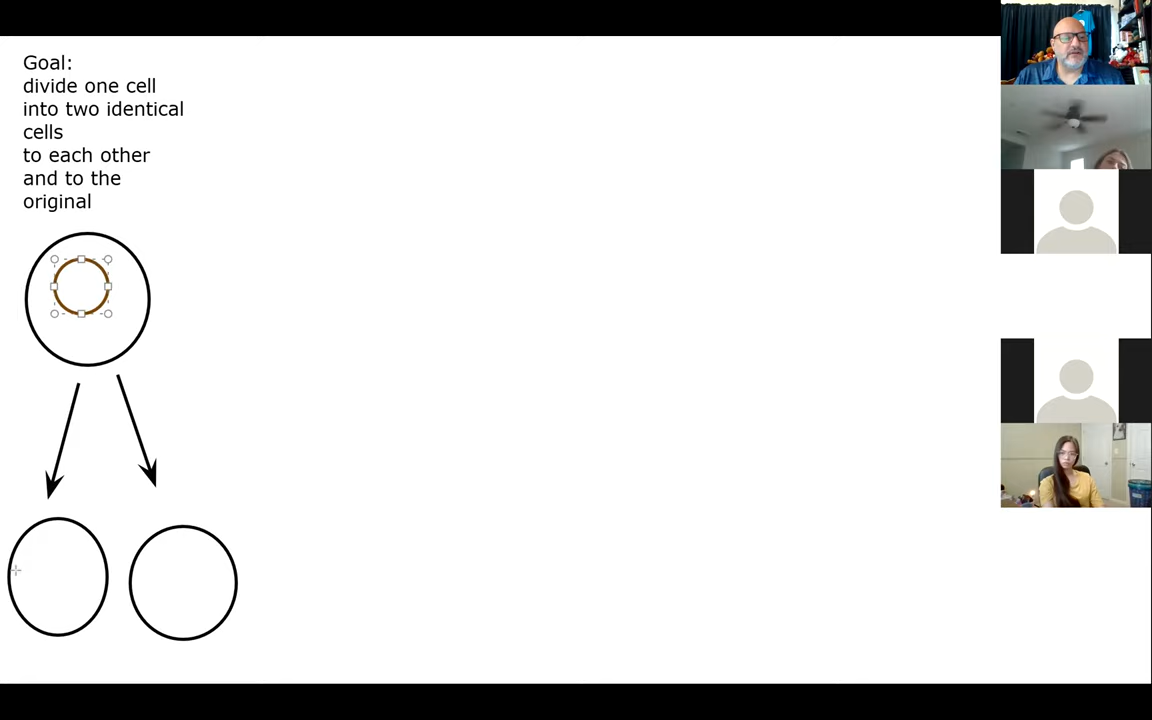 Goal:
divide one cell
into two identical
cells
to each other
and to the
original